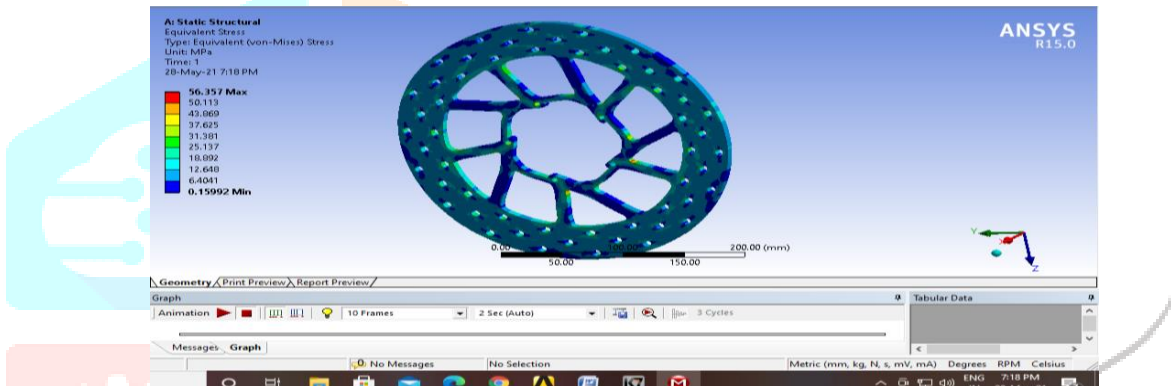 A: Static Structural
Equivalent Stress
Type: Equivalent (von-Mises) Stress
Unit: MPa
Time: 1
28-May-21 7:18 PM
56.357 Max
50.113
43.869
37.625
31.381
25.137
18.892
12.648
6.4041
0.15992 Min
ANSYS
R15.0
0.00 100.00 200.00 (mm)
50.00 150.00
Y
X
Z
Geometry Print Preview Report Preview
Graph
Tabular Data
Animation 10 Frames 2 Sec (Auto) 3 Cycles
Messages Graph
No Messages No Selection Metric (mm, kg, N, s, mV, mA) Degrees RPM Celsius
ENG 7:18 PM